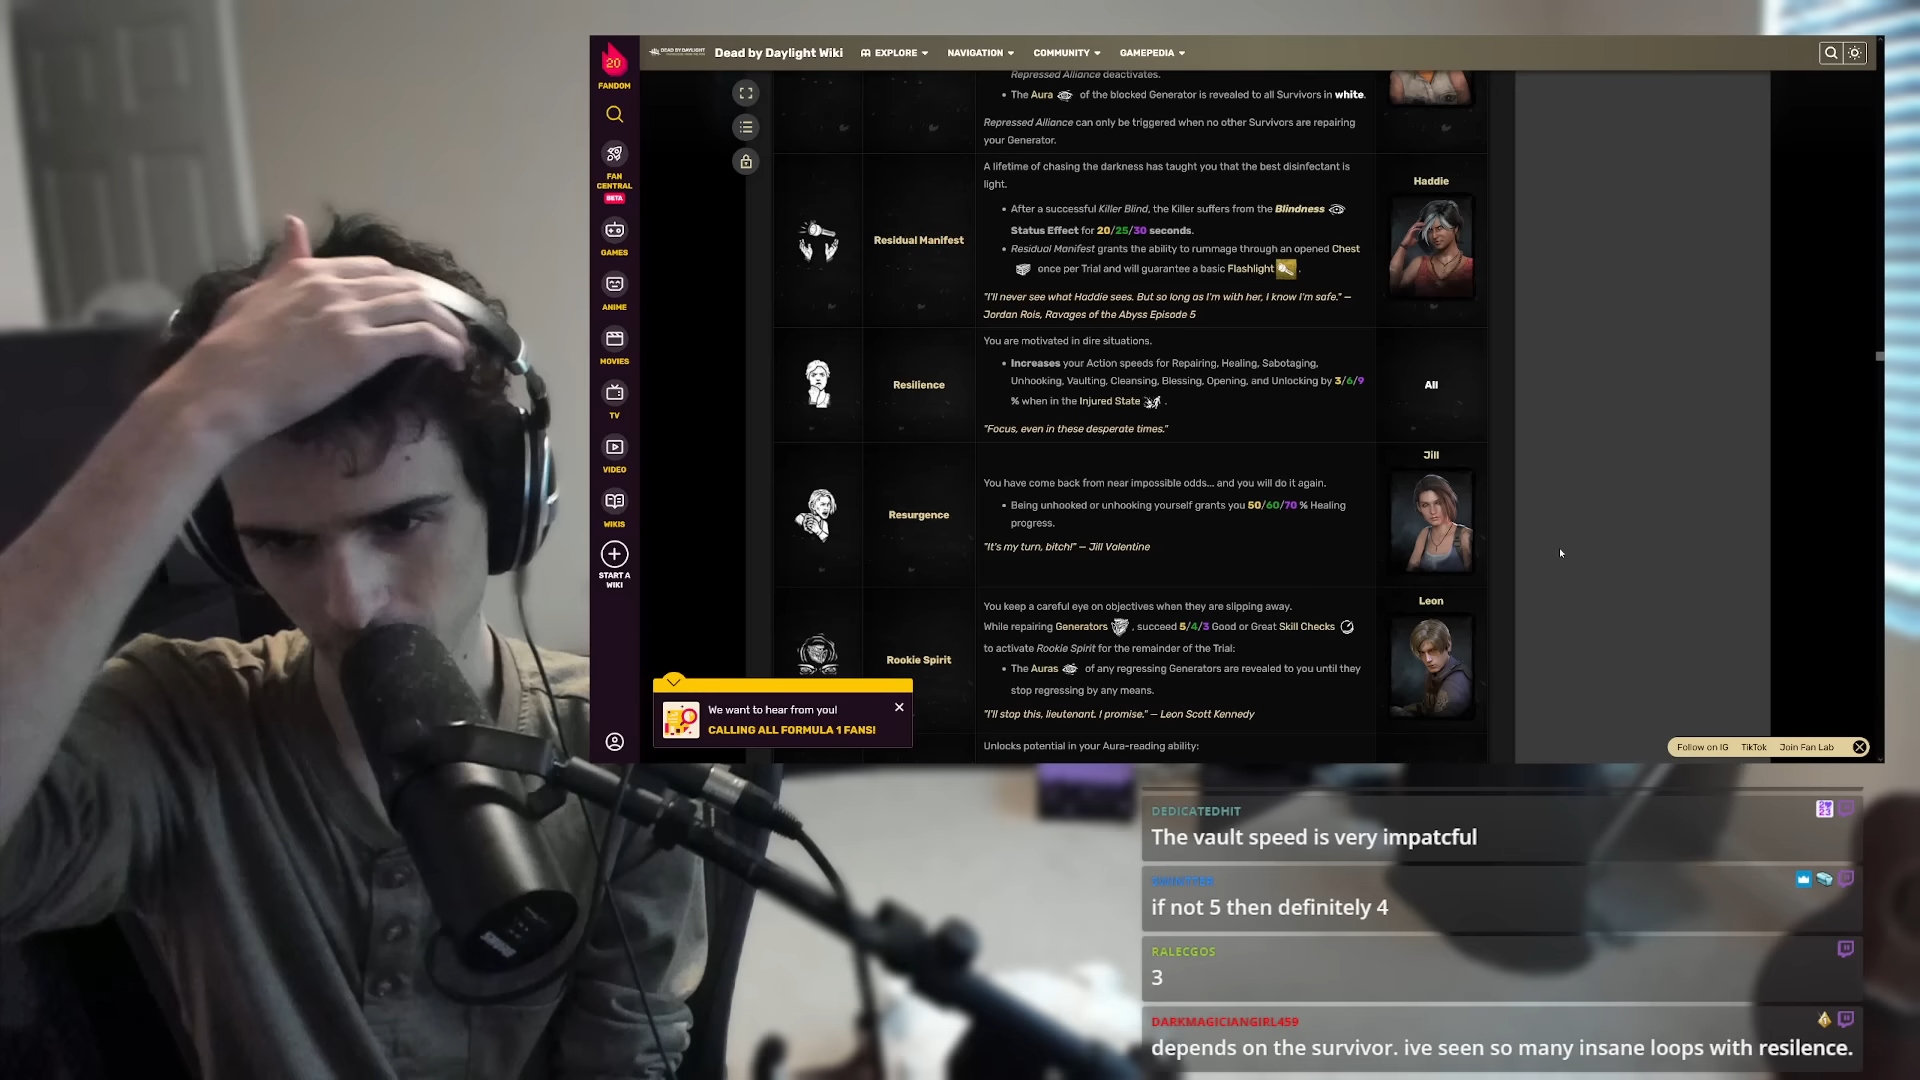 20
FANDOM
FAN
CENTRAL
BETA
GAMES
ANIME
MOVIES
TV
VIDEO
WIKIS
START A
WIKI
DEAD BY DAYLIGHT
Dead by Daylight Wiki
EXPLORE
NAVIGATION
COMMUNITY
GAMEPEDIA
Repressed Alliance deactivates.
• The Aura of the blocked Generator is revealed to all Survivors in white.
Repressed Alliance can only be triggered when no other Survivors are repairing
your Generator.
Residual Manifest
A lifetime of chasing the darkness has taught you that the best disinfectant is
light.
• After a successful Killer Blind, the Killer suffers from the Blindness
Status Effect for 20/25/30 seconds.
• Residual Manifest grants the ability to rummage through an opened Chest
once per Trial and will guarantee a basic Flashlight .
"I'll never see what Haddie sees. But so long as I'm with her, I know I'm safe." —
Jordan Rois, Ravages of the Abyss Episode 5
Haddie
Resilience
You are motivated in dire situations.
• Increases your Action speeds for Repairing, Healing, Sabotaging,
Unhooking, Vaulting, Cleansing, Blessing, Opening, and Unlocking by 3/6/9
% when in the Injured State .
"Focus, even in these desperate times."
All
Resurgence
You have come back from near impossible odds... and you will do it again.
• Being unhooked or unhooking yourself grants you 50/60/70 % Healing
progress.
"It's my turn, bitch!" — Jill Valentine
Jill
Rookie Spirit
You keep a careful eye on objectives when they are slipping away.
While repairing Generators , succeed 5/4/3 Good or Great Skill Checks
to activate Rookie Spirit for the remainder of the Trial:
• The Auras of any regressing Generators are revealed to you until they
stop regressing by any means.
"I'll stop this, lieutenant. I promise." — Leon Scott Kennedy
Leon
Unlocks potential in your Aura-reading ability:
We want to hear from you!
CALLING ALL FORMULA 1 FANS!
Follow on IG
TikTok
Join Fan Lab
DEDICATEDHIT
The vault speed is very impatcful
if not 5 then definitely 4
RALECGOS
3
DARKMAGICIANGIRL459
depends on the survivor. ive seen so many insane loops with resilence.